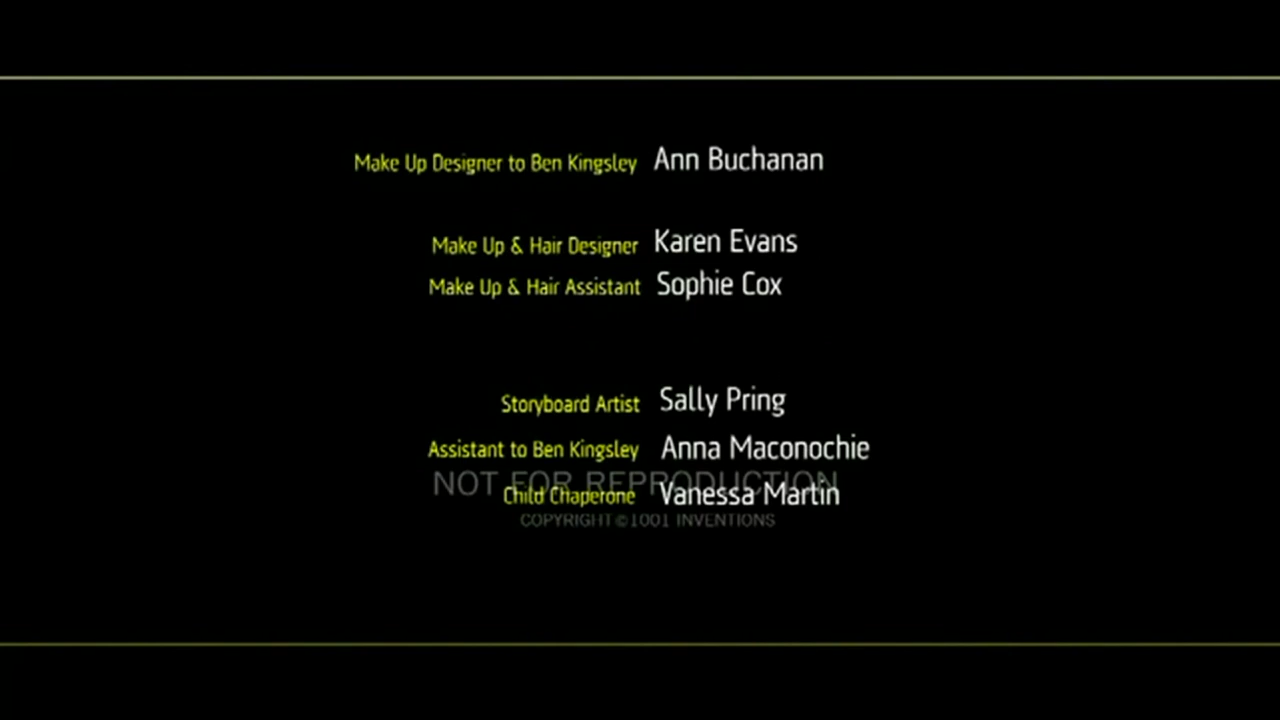 Make Up Designer to Ben Kingsley Ann Buchanan
Make Up & Hair Designer Karen Evans
Make Up & Hair Assistant Sophie Cox
Storyboard Artist Sally Pring
Assistant to Ben Kingsley Anna Maconochie
NOT FOR REPRODUCTION
Child Chaperone Vanessa Martin
COPYRIGHT©1001 INVENTIONS